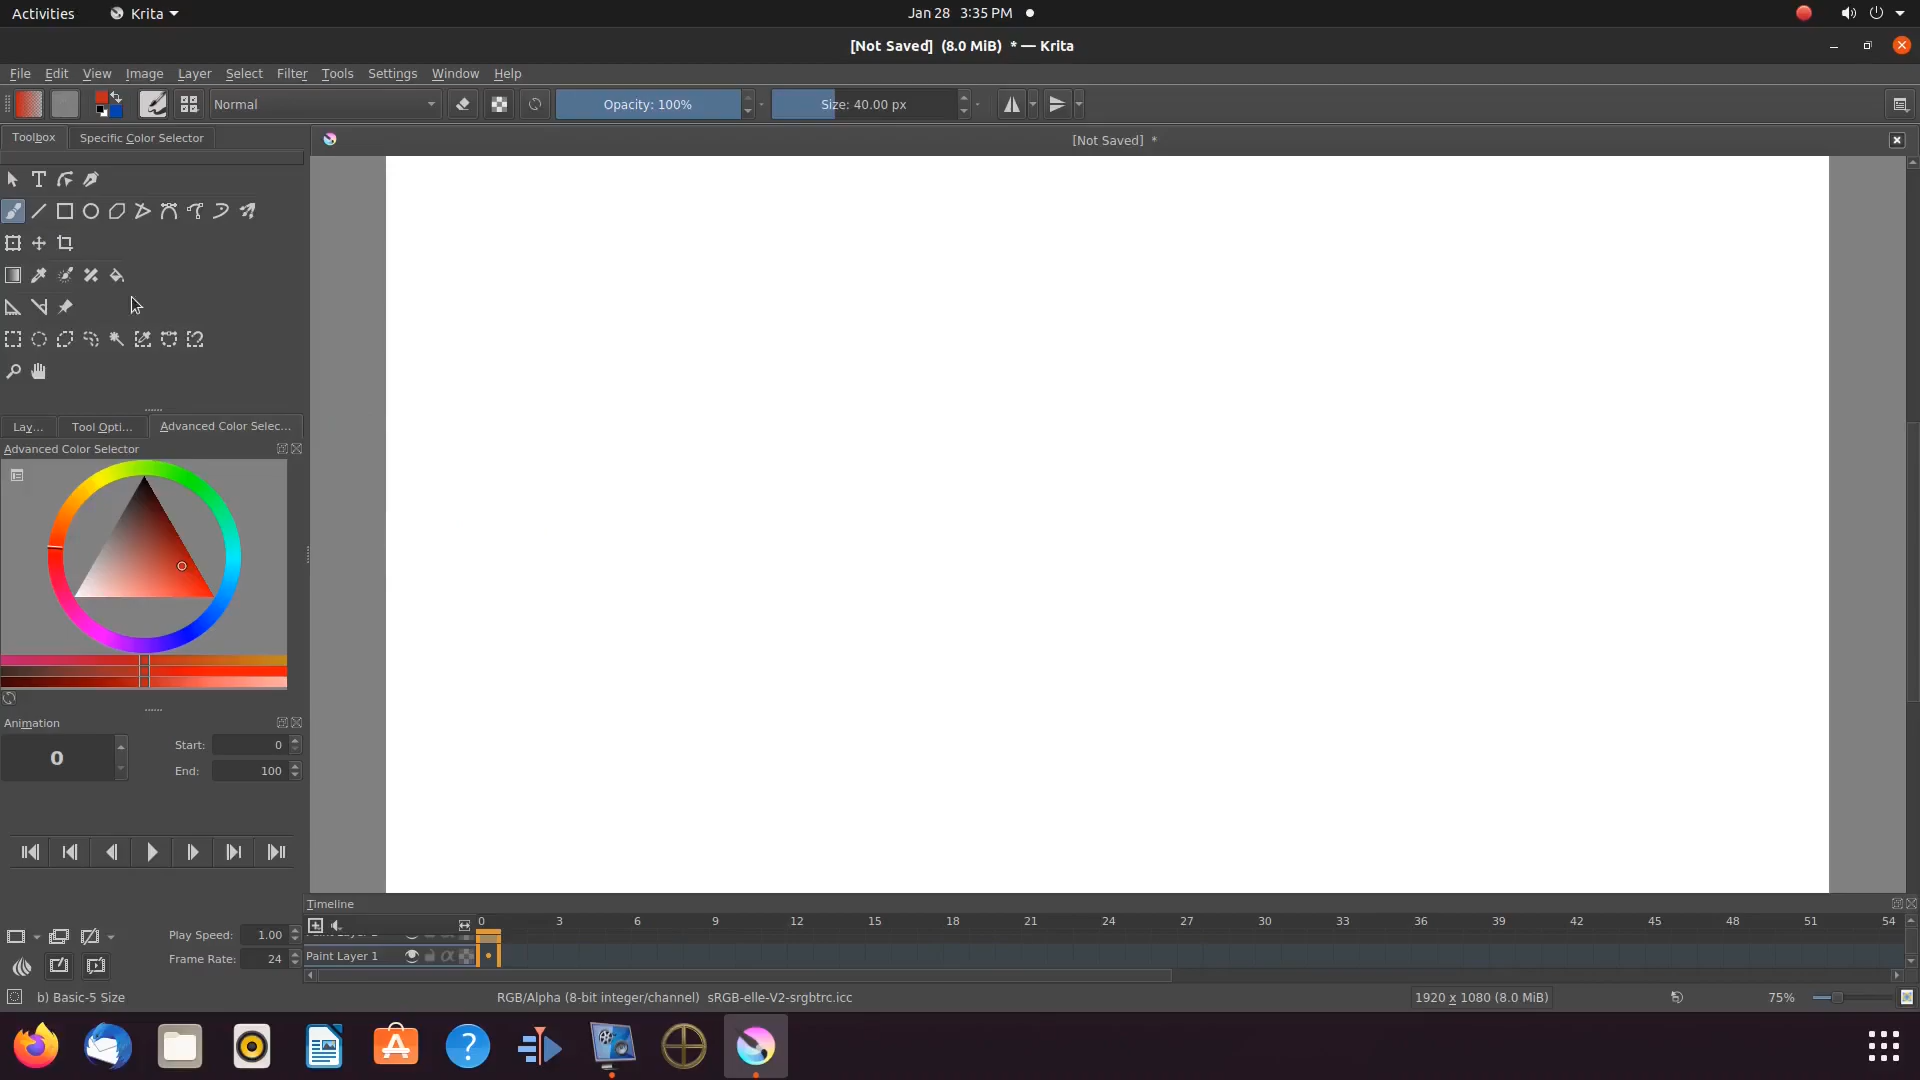 Activities Krita Jan 28 3:35 PM
[Not Saved] (8.0 MiB) * — Krita
File Edit View Image Layer Select Filter Tools Settings Window Help
Normal Opacity: 100% Size: 40.00 px
Toolbox Specific Color Selector [Not Saved] *
Lay... Tool Opti... Advanced Color Selec...
Advanced Color Selector
Animation
0 Start: 0
End: 100
Timeline
0 3 6 9 12 15 18 21 24 27 30 33 36 39 42 45 48 51 54
Play Speed: 1.00
Frame Rate: 24 Paint Layer 1
b) Basic-5 Size RGB/Alpha (8-bit integer/channel) sRGB-elle-V2-srgbtrc.icc 1920 x 1080 (8.0 MiB) 75%